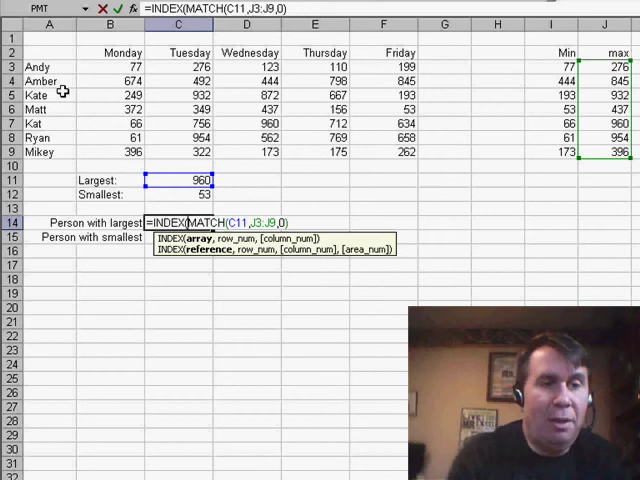 PMT =INDEX(MATCH(C11,J3:J9,0)
A B C D E F G H I J
1
2 Monday Tuesday Wednesday Thursday Friday Min max
3 Andy 77 276 123 110 199 77 276
4 Amber 674 492 444 798 845 444 845
5 Kate 249 932 872 667 193 193 932
6 Matt 372 349 437 156 53 53 437
7 Kat 66 756 960 712 634 66 960
8 Ryan 61 954 562 769 658 61 954
9 Mikey 396 322 173 175 262 173 396
10
11 Largest: 960
12 Smallest: 53
13
14 Person with largest =INDEX(MATCH(C11,J3:J9,0)
15 Person with smallest INDEX(array, row_num, [column_num])
16 INDEX(reference, row_num, [column_num], [area_num])
17
18
19
20
21
22
23
24
25
26
27
28
29
30
31
32